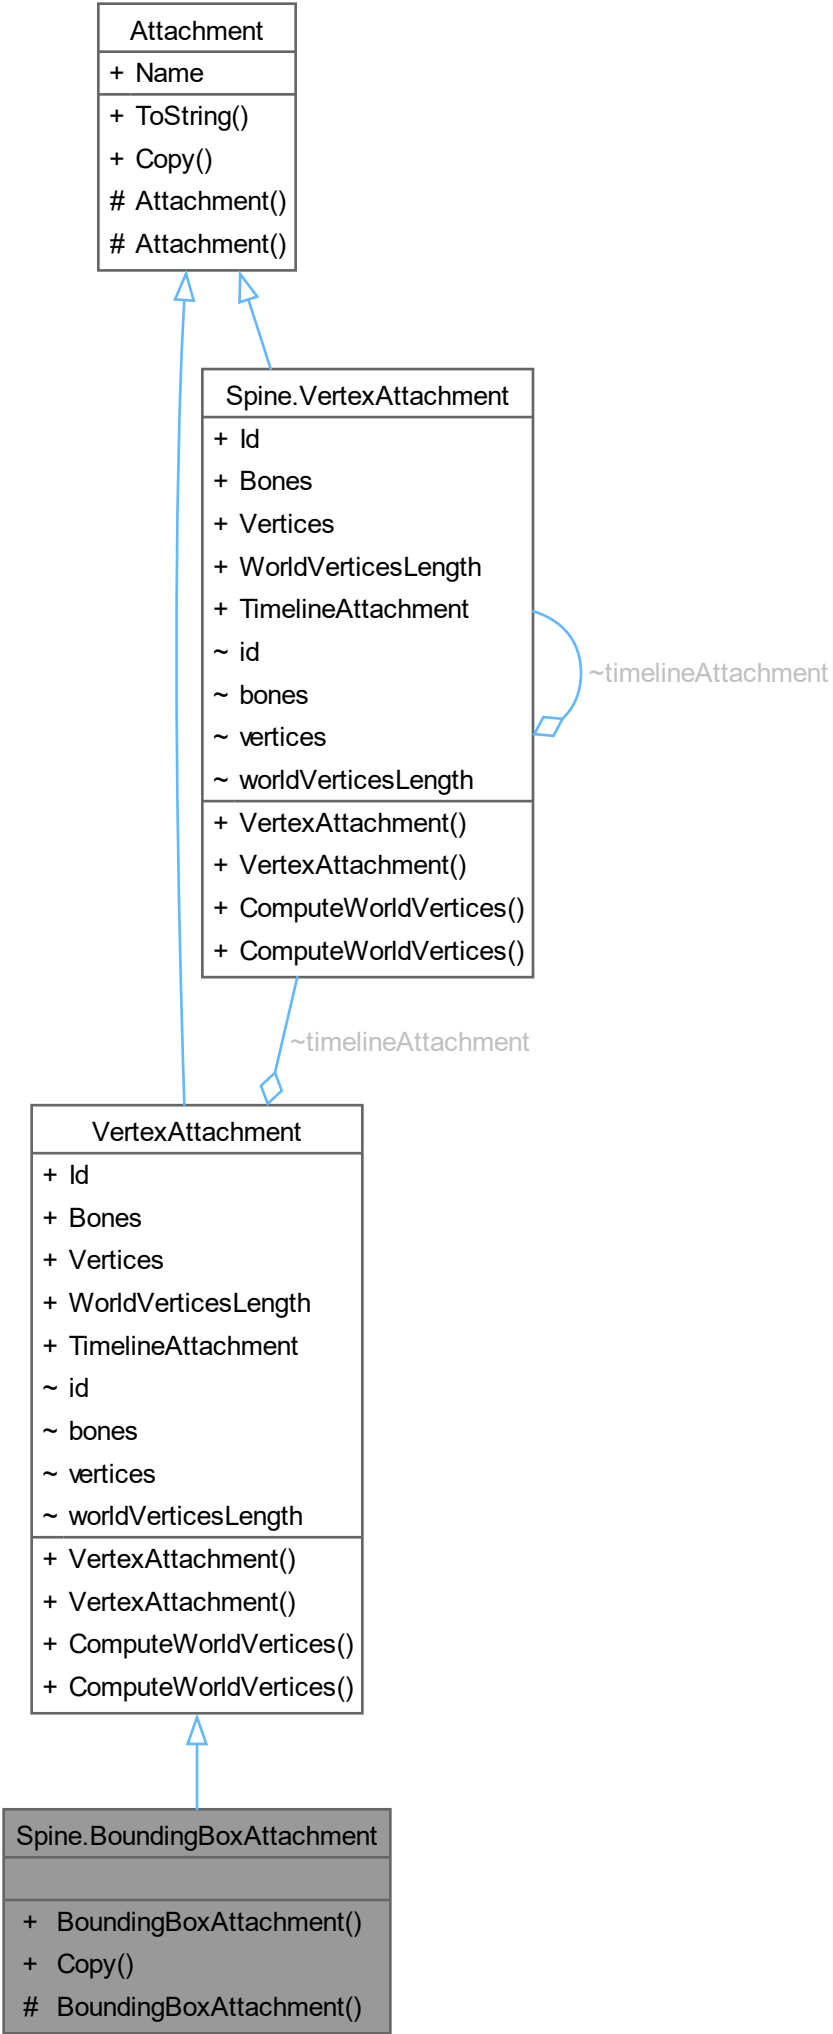 Attachment
+ Name
+ ToString()
+ Copy()
# Attachment()
# Attachment()
Spine.VertexAttachment
+ Id
+ Bones
+ Vertices
+ WorldVerticesLength
+ TimelineAttachment
~ id
~ bones
~ vertices
~ worldVerticesLength
+ VertexAttachment()
+ VertexAttachment()
+ ComputeWorldVertices()
+ ComputeWorldVertices()
~timelineAttachment
~timelineAttachment
VertexAttachment
+ Id
+ Bones
+ Vertices
+ WorldVerticesLength
+ TimelineAttachment
~ id
~ bones
~ vertices
~ worldVerticesLength
+ VertexAttachment()
+ VertexAttachment()
+ ComputeWorldVertices()
+ ComputeWorldVertices()
Spine.BoundingBoxAttachment
+ BoundingBoxAttachment()
+ Copy()
# BoundingBoxAttachment()